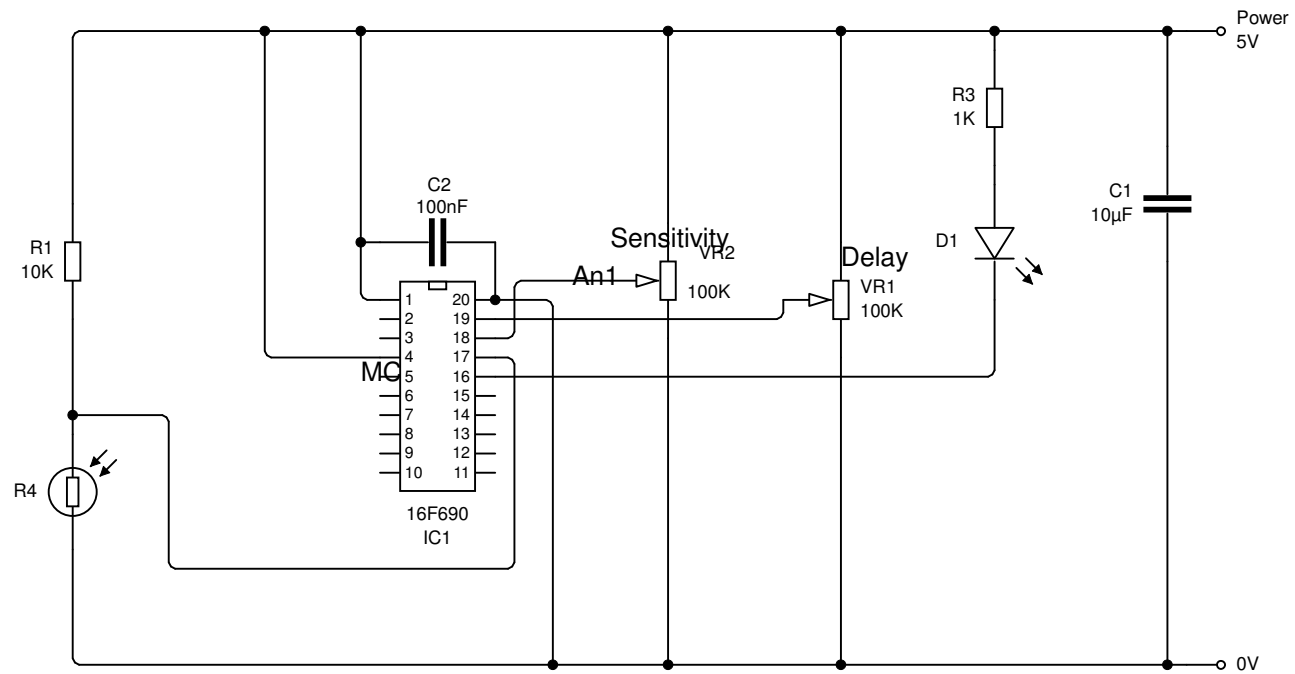 Power
5V
R3
1K
C2
100nF
C1
10µF
Sensitivity
VR2
D1
R1
10K
Delay
An1
100K
VR1
100K
1
20
2
19
3
18
4
17
MC
5
16
6
15
7
14
8
13
9
12
10
11
R4
16F690
IC1
0V